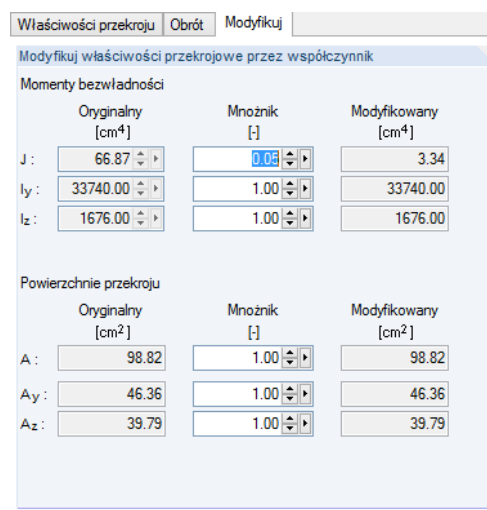 Właściwości przekroju Obrót Modyfikuj
Modyfikuj właściwości przekrojowe przez współczynnik
Momenty bezwładności
Oryginalny Mnożnik Modyfikowany
[cm4] [-] [cm4]
J : 66.87 0.05 3.34
Iy : 33740.00 1.00 33740.00
Iz : 1676.00 1.00 1676.00
Powierzchnie przekroju
Oryginalny Mnożnik Modyfikowany
[cm2] [-] [cm2]
A : 98.82 1.00 98.82
Ay : 46.36 1.00 46.36
Az : 39.79 1.00 39.79